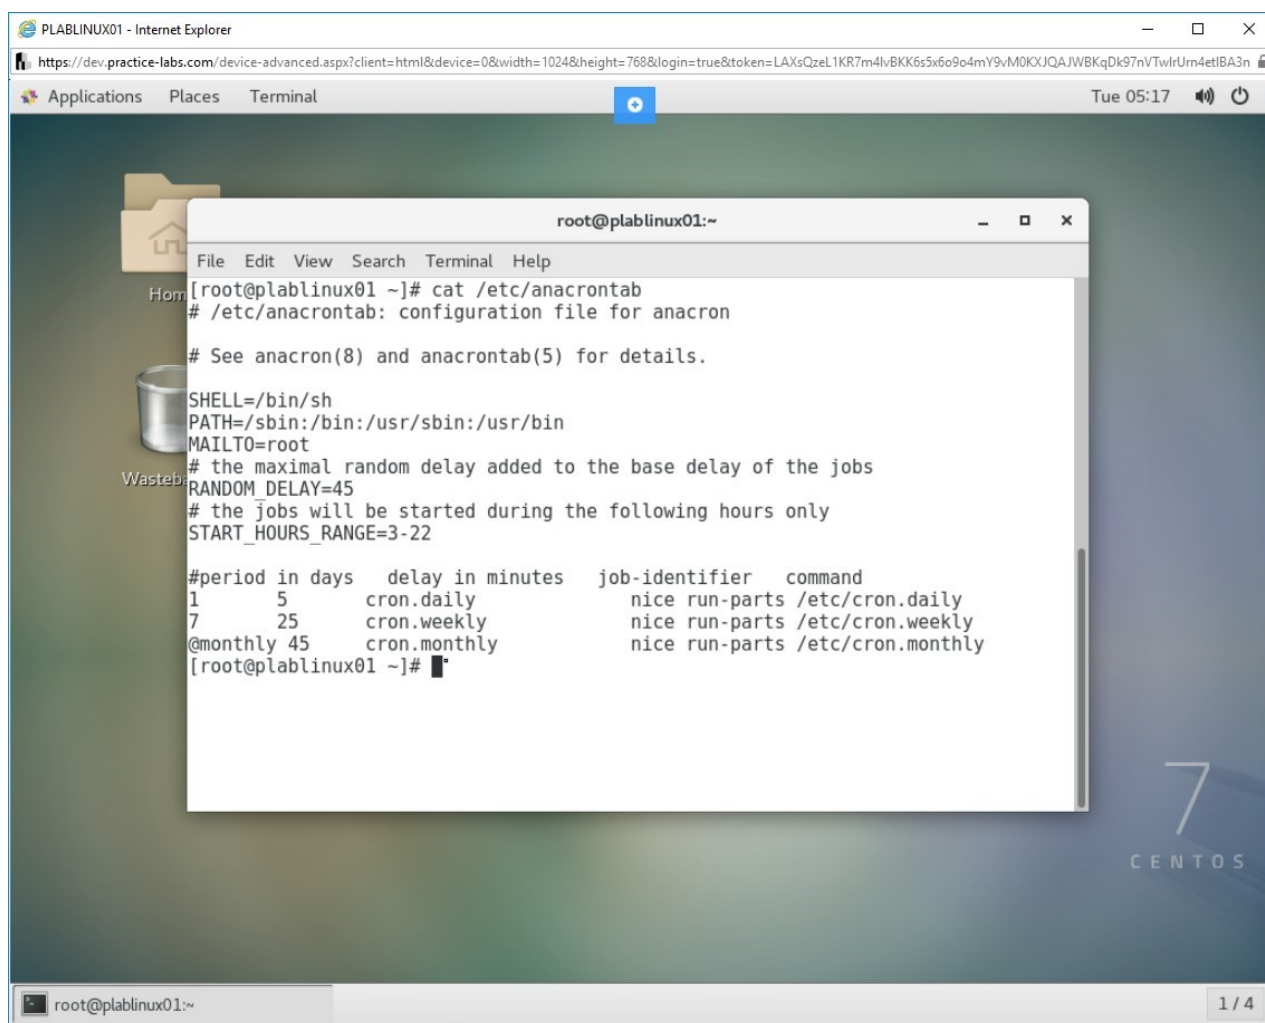 PLABLINUX01 - Internet Explorer
https://dev.practice-labs.com/device-advanced.aspx?client=html&device=0&width=1024&height=768&login=true&token=
Applications Places Terminal Tue 05:17
Home
root@plablinux01:~
File Edit View Search Terminal Help
[root@plablinux01 ~]# cat /etc/anacrontab
# /etc/anacrontab: configuration file for anacron
# See anacron(8) and anacrontab(5) for details.
SHELL=/bin/sh
PATH=/sbin:/bin:/usr/sbin:/usr/bin
MAILTO=root
# the maximal random delay added to the base delay of the jobs
RANDOM_DELAY=45
# the jobs will be started during the following hours only
START_HOURS_RANGE=3-22
#period in days   delay in minutes   job-identifier   command
1       5       cron.daily              nice run-parts /etc/cron.daily
7       25      cron.weekly             nice run-parts /etc/cron.weekly
@monthly 45     cron.monthly            nice run-parts /etc/cron.monthly
[root@plablinux01 ~]#
Wasteb
7
CENTOS
root@plablinux01:~
1 / 4